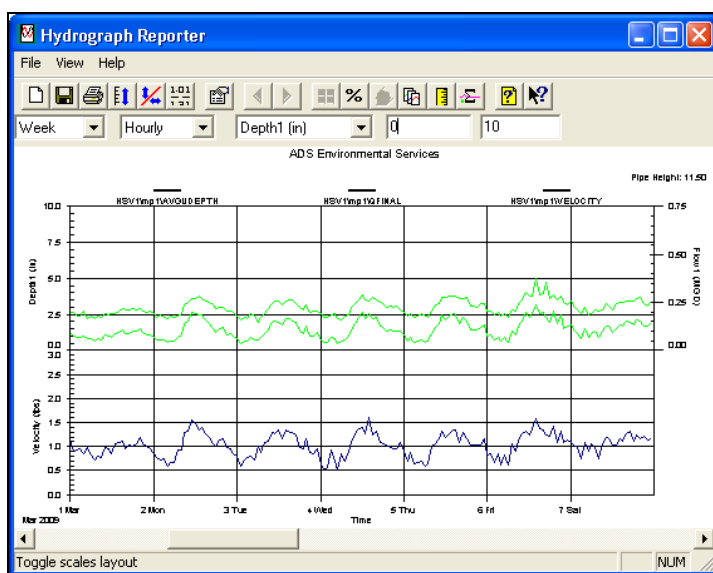 Hydrograph Reporter
File View Help
Week Hourly Depth1 (in) 0 10
ADS Environmental Services
Pipe Height: 11.50
HSV1\mp1\AVGUDEPTH HSV1\mp1\QFINAL HSV1\mp1\VELOCITY
10.0
7.5
5.0
2.5
0.0
Depth1 (in)
0.75
0.50
0.25
0.00
Flow1 (MGD)
3.0
2.5
2.0
1.5
1.0
0.5
0.0
Velocity (fps)
1 Mar 2 Mon 3 Tue 4 Wed 5 Thu 6 Fri 7 Sat
Mar 2009 Time
Toggle scales layout NUM